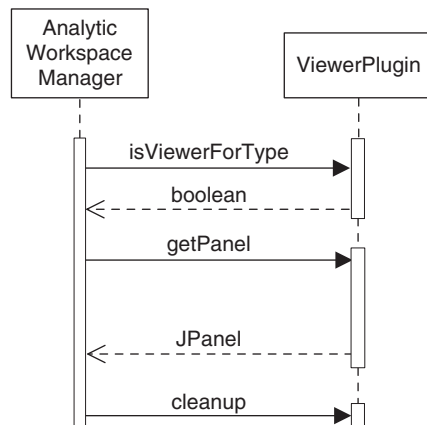 Analytic
Workspace
Manager
ViewerPlugin
isViewerForType
boolean
getPanel
JPanel
cleanup